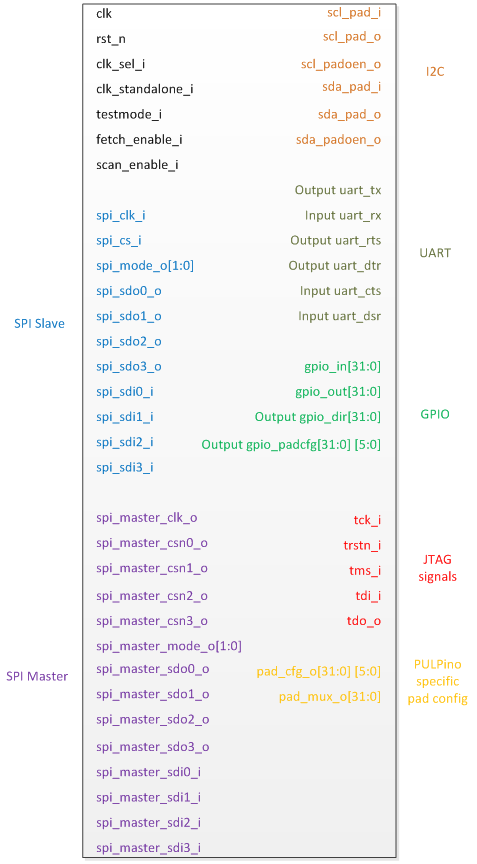 clk
rst_n
clk_sel_i
clk_standalone_i
testmode_i
fetch_enable_i
scan_enable_i
SPI Slave
spi_clk_i
spi_cs_i
spi_mode_o[1:0]
spi_sdo0_o
spi_sdo1_o
spi_sdo2_o
spi_sdo3_o
spi_sdi0_i
spi_sdi1_i
spi_sdi2_i
spi_sdi3_i
SPI Master
spi_master_clk_o
spi_master_csn0_o
spi_master_csn1_o
spi_master_csn2_o
spi_master_csn3_o
spi_master_mode_o[1:0]
spi_master_sdo0_o
spi_master_sdo1_o
spi_master_sdo2_o
spi_master_sdo3_o
spi_master_sdi0_i
spi_master_sdi1_i
spi_master_sdi2_i
spi_master_sdi3_i
scl_pad_i
scl_pad_o
scl_padoen_o
sda_pad_i
sda_pad_o
sda_padoen_o
I2C
Output uart_tx
Input uart_rx
Output uart_rts
Output uart_dtr
Input uart_cts
Input uart_dsr
UART
gpio_in[31:0]
gpio_out[31:0]
Output gpio_dir[31:0]
Output gpio_padcfg[31:0] [5:0]
GPIO
tck_i
trstn_i
tms_i
tdi_i
tdo_o
JTAG
signals
pad_cfg_o[31:0] [5:0]
pad_mux_o[31:0]
PULPino
specific
pad config